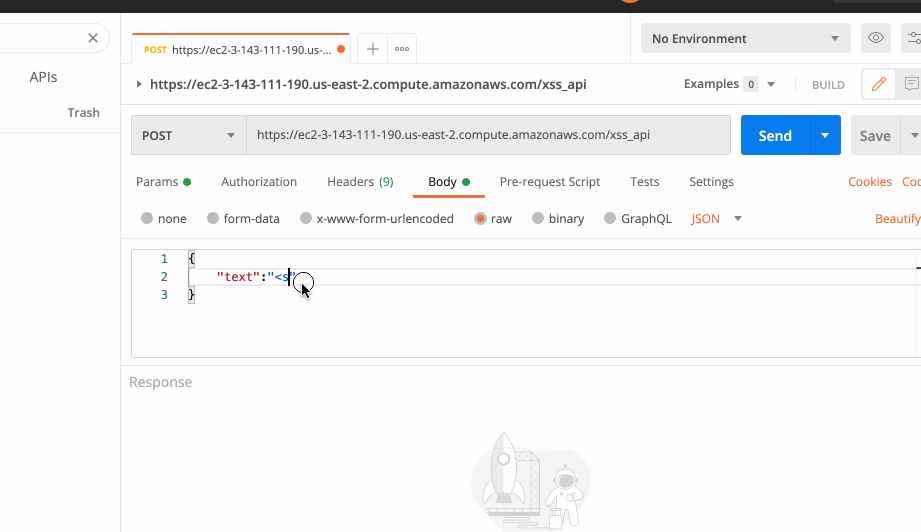 APIs
Trash
POST https://ec2-3-143-111-190.us-...
No Environment
https://ec2-3-143-111-190.us-east-2.compute.amazonaws.com/xss_api
Examples 0
BUILD
POST
https://ec2-3-143-111-190.us-east-2.compute.amazonaws.com/xss_api
Send
Save
Params
Authorization
Headers (9)
Body
Pre-request Script
Tests
Settings
Cookies
none
form-data
x-www-form-urlencoded
raw
binary
GraphQL
JSON
Beautify
1 {
2 "text":"<s"
3 }
Response